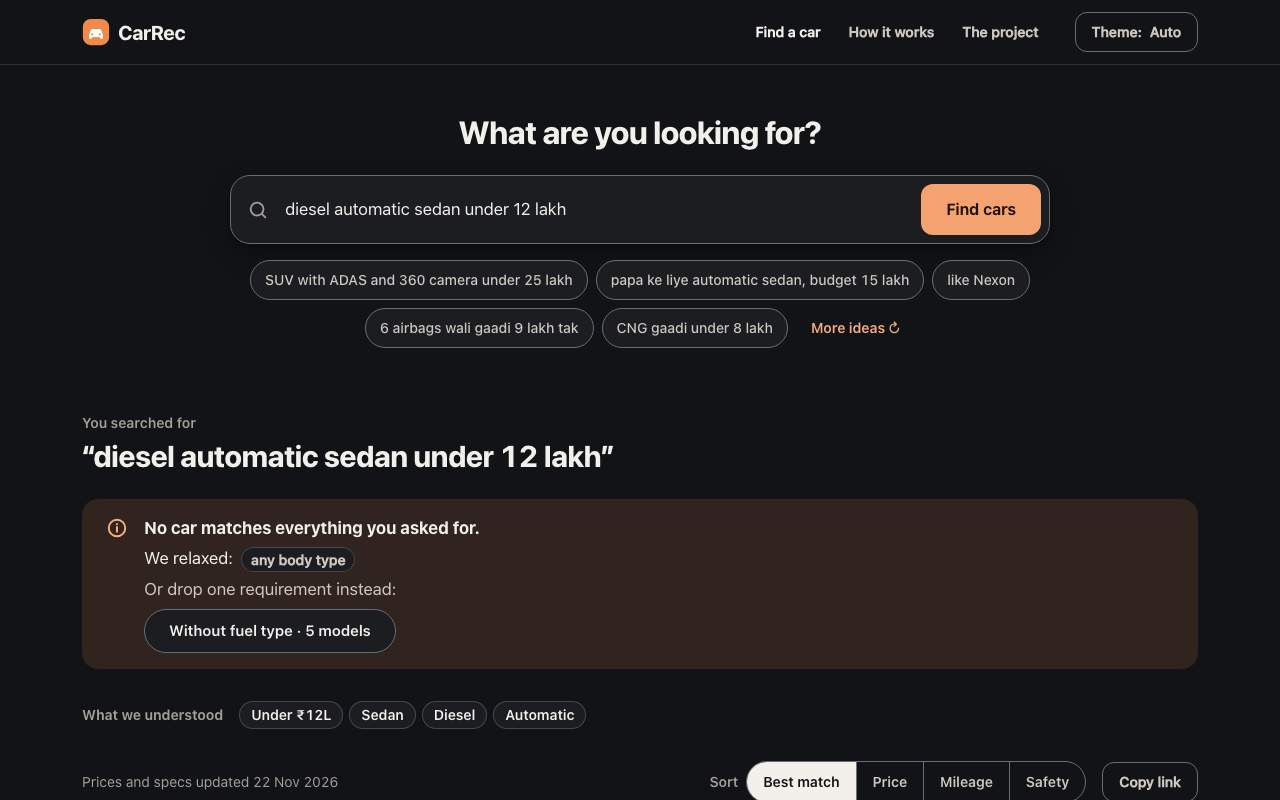 CarRec
Find a car
How it works
The project
Theme: Auto
What are you looking for?
diesel automatic sedan under 12 lakh
Find cars
SUV with ADAS and 360 camera under 25 lakh
papa ke liye automatic sedan, budget 15 lakh
like Nexon
6 airbags wali gaadi 9 lakh tak
CNG gaadi under 8 lakh
More ideas ↻
You searched for
“diesel automatic sedan under 12 lakh”
No car matches everything you asked for.
We relaxed: any body type
Or drop one requirement instead:
Without fuel type · 5 models
What we understood
Under ₹12L
Sedan
Diesel
Automatic
Prices and specs updated 22 Nov 2026
Sort
Best match
Price
Mileage
Safety
Copy link